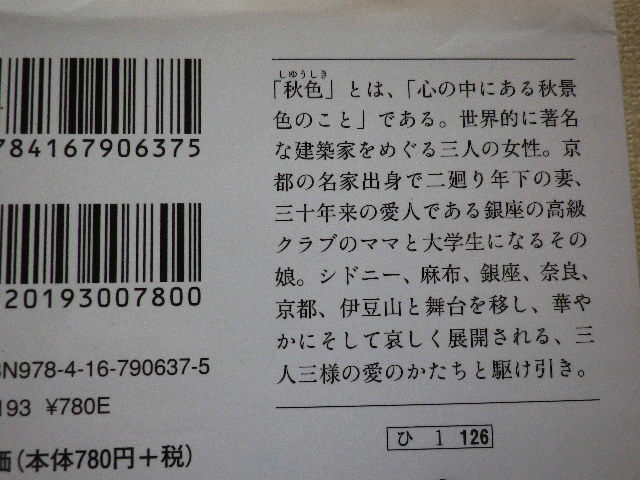 784167906375
20193007800
BN978-4-16-790637-5
193 ¥780E
価(本体780円+税)
しゆうしき
「秋色」とは、「心の中にある秋景
色のこと」である。世界的に著名
な建築家をめぐる三人の女性。京
都の名家出身で二廻り年下の妻、
三十年来の愛人である銀座の高級
クラブのママと大学生になるその
娘。シドニー、麻布、銀座、奈良、
京都、伊豆山と舞台を移し、華や
かにそして哀しく展開される、三
人三様の愛のかたちと駆け引き。
ひ 1 126